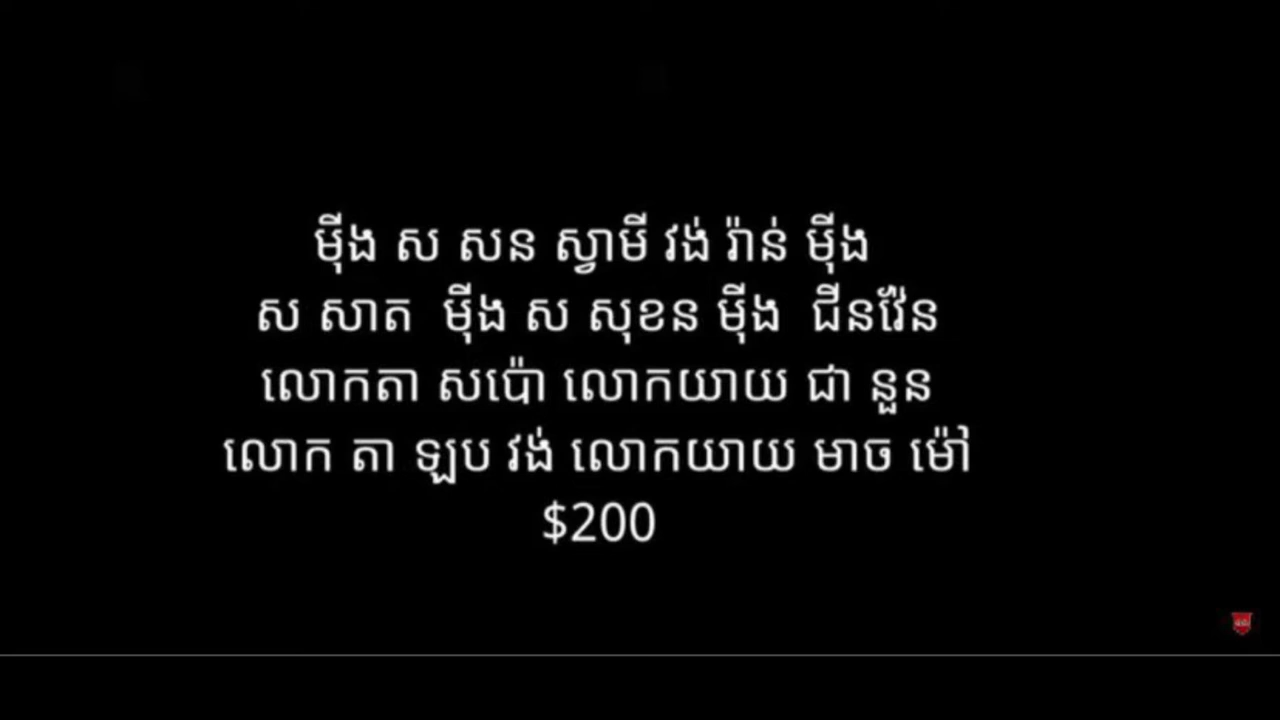 ម៉ីង ស សន ស្វាមី វង់ រ៉ាន់ ម៉ីង
ស សាត ម៉ីង ស សុខន ម៉ីង ជីនវ៉ែន
លោកតា សប៉ោ លោកយាយ ជា នួន
លោក តា ឡូប វង់ លោកយាយ មាច ម៉ៅ
$200